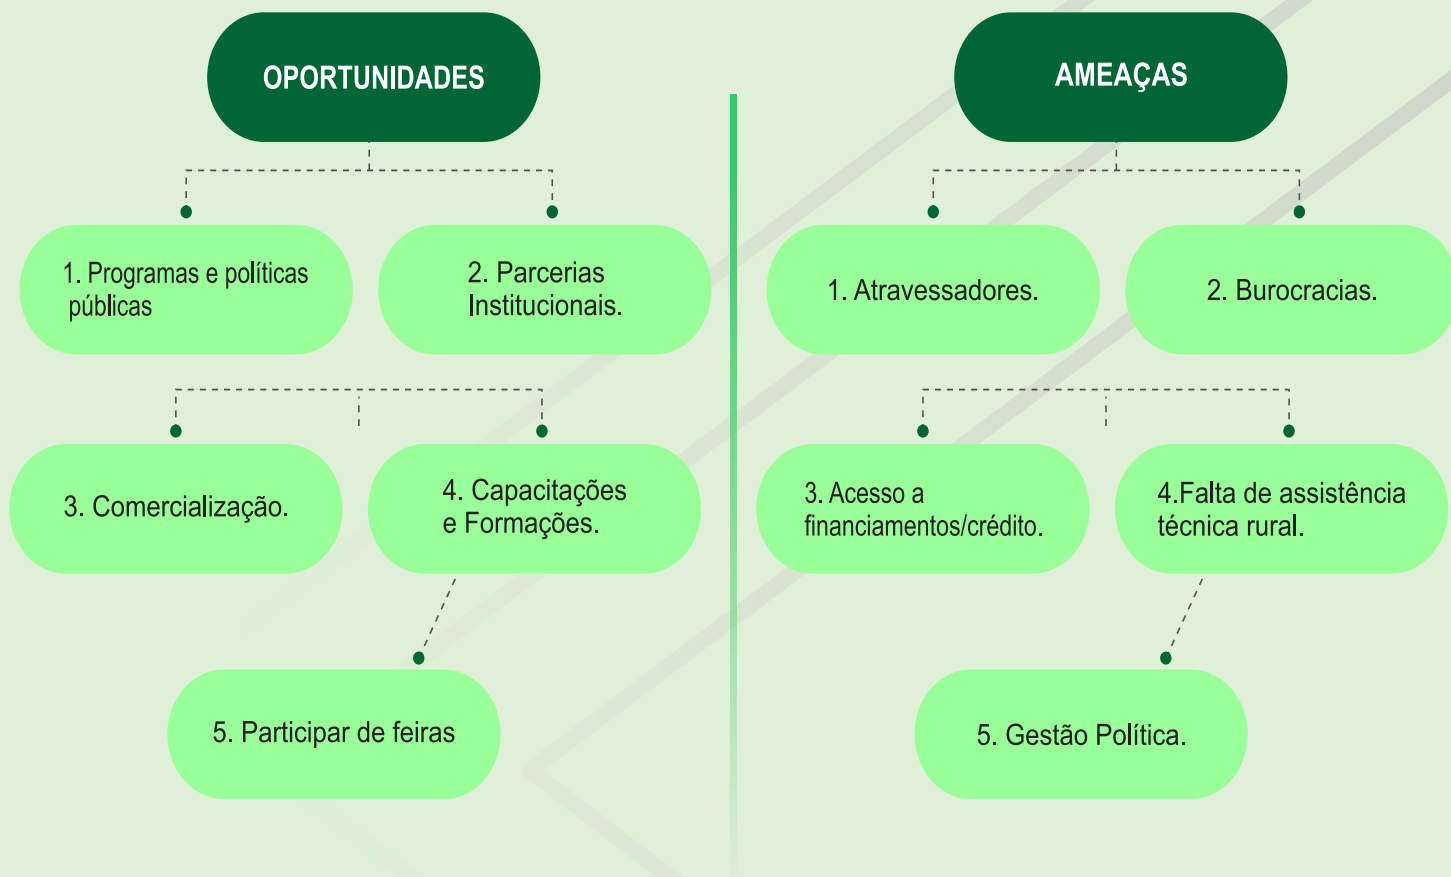 OPORTUNIDADES
1. Programas e políticas
públicas
2. Parcerias
Institucionais.
3. Comercialização.
4. Capacitações
e Formações.
5. Participar de feiras
AMEAÇAS
1. Atravessadores.
2. Burocracias.
3. Acesso a
financiamentos/crédito.
4.Falta de assistência
técnica rural.
5. Gestão Política.